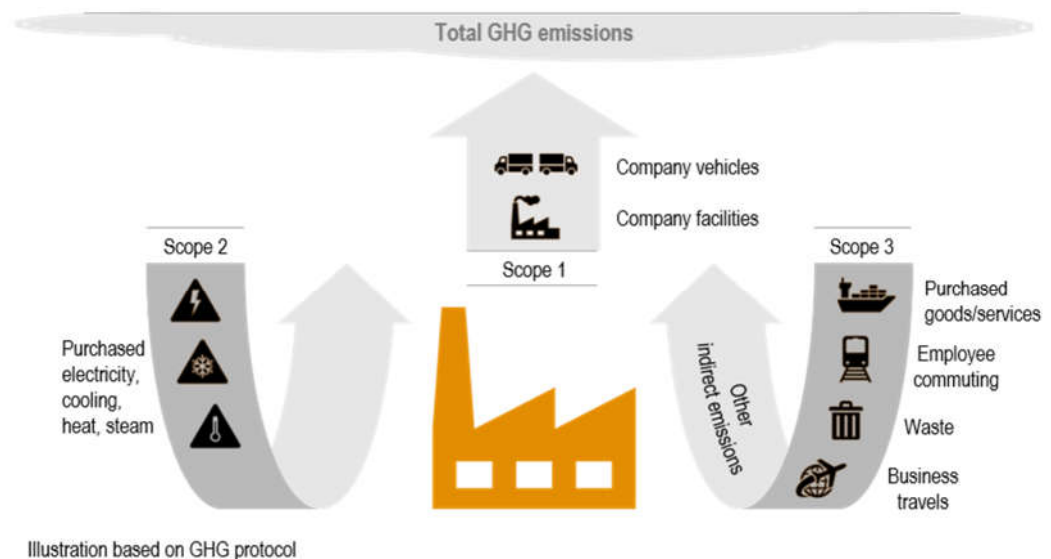 Total GHG emissions
Company vehicles
Company facilities
Scope 2
Scope 1
Scope 3
Purchased
electricity,
cooling,
heat, steam
Other
indirect emissions
Purchased
goods/services
Employee
commuting
Waste
Business
travels
Illustration based on GHG protocol